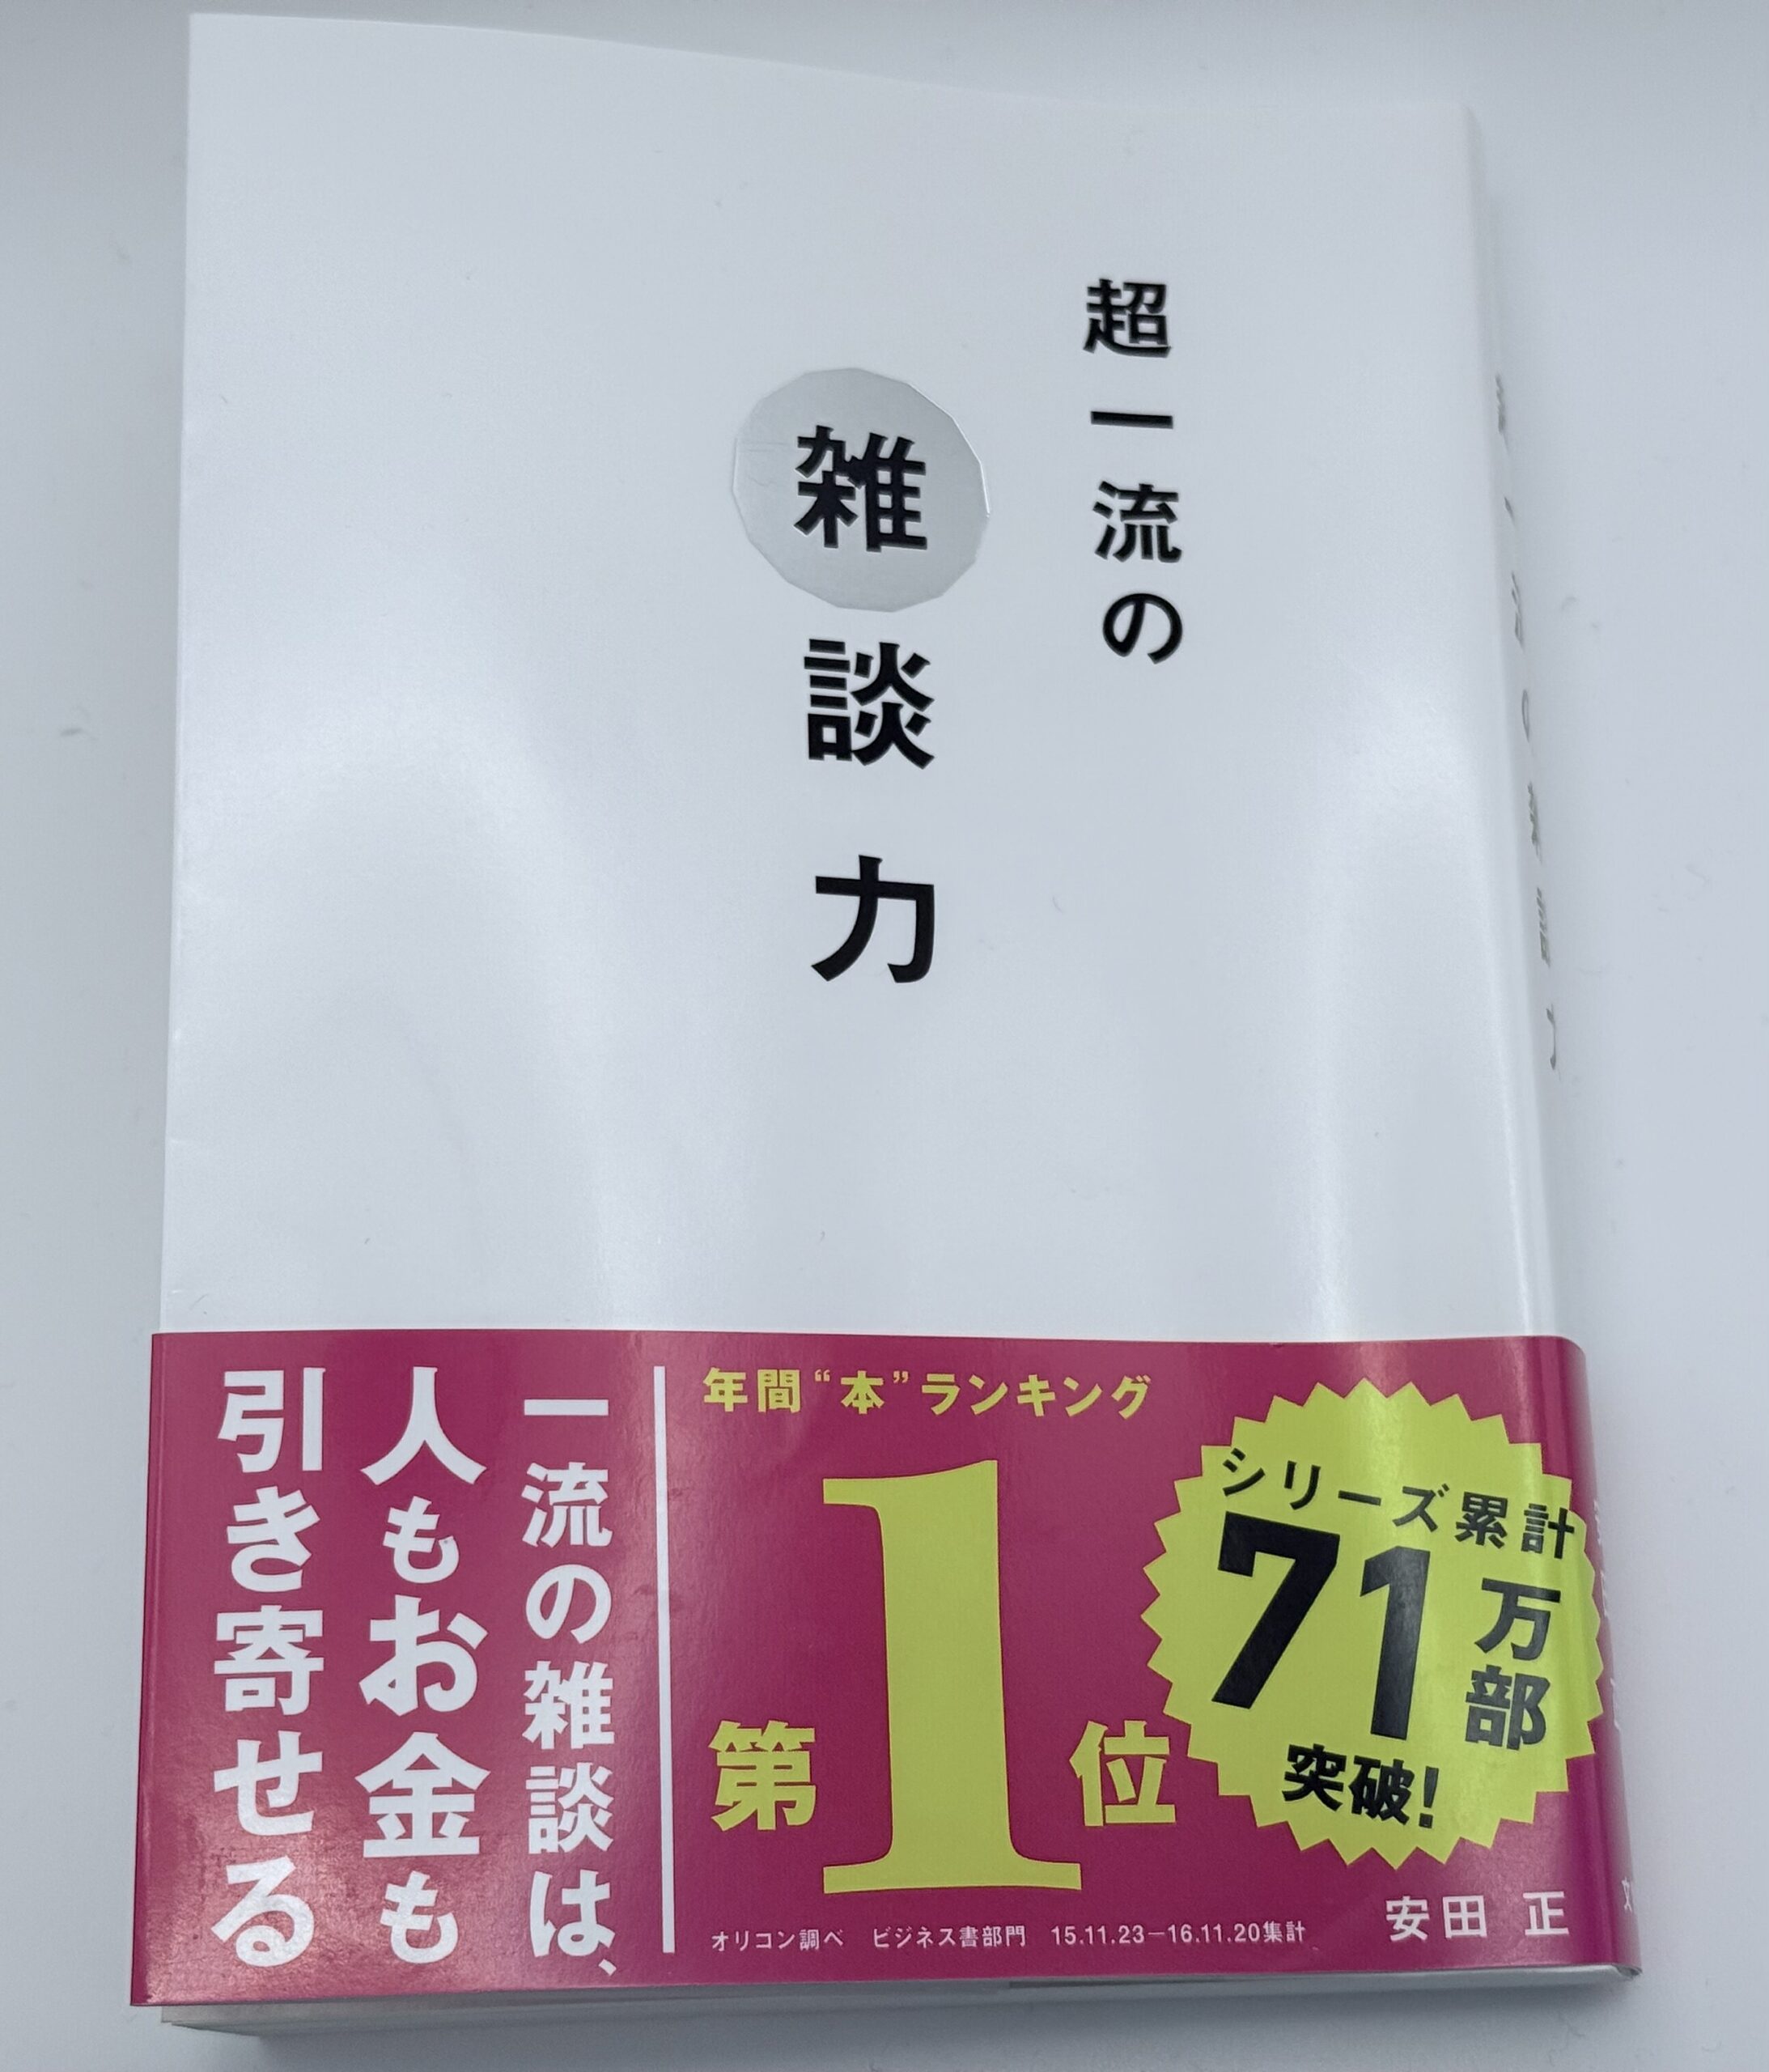 超一流の
雑談力
一流の雑談は、
人もお金も
引き寄せる
年間“本”ランキング
第1位
シリーズ累計
71万部
突破!
オリコン調べ ビジネス書部門 15.11.23−16.11.20集計
安田 正